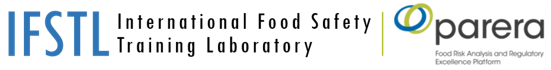 IFSTL
International Food Safety
Training Laboratory
parera
Food Risk Analysis and Regulatory
Excellence Platform